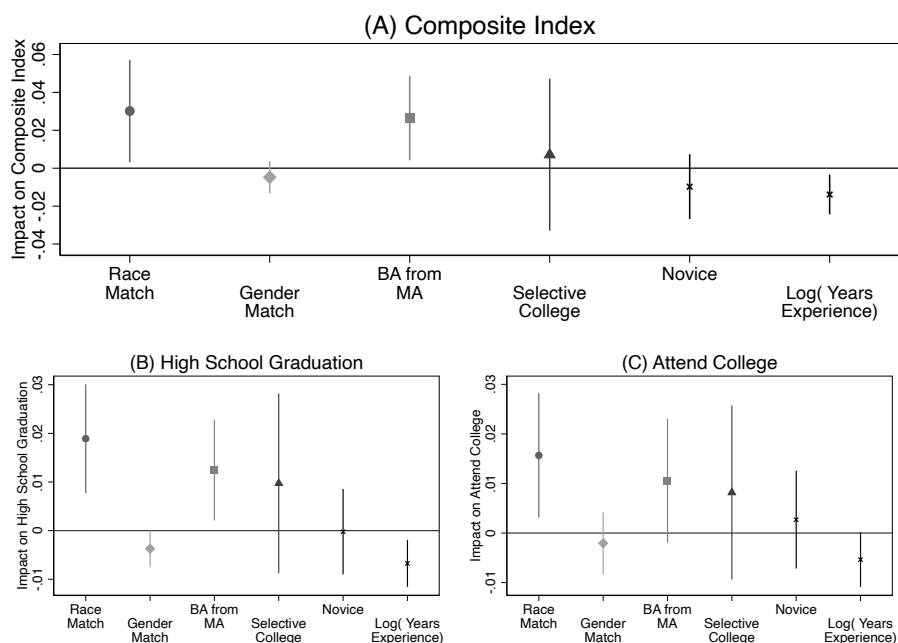 (A) Composite Index
Impact on Composite Index
.06
.04
.02
0
-.02
-.04
Race
Match
Gender
Match
BA from
MA
Selective
College
Novice
Log( Years
Experience)
(B) High School Graduation
Impact on High School Graduation
.03
.02
.01
0
-.01
Race
Match
Gender
Match
BA from
MA
Selective
College
Novice
Log( Years
Experience)
(C) Attend College
Impact on Attend College
.03
.02
.01
0
-.01
Race
Match
Gender
Match
BA from
MA
Selective
College
Novice
Log( Years
Experience)